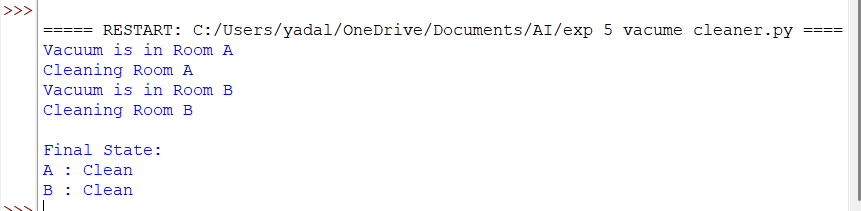 >>>
===== RESTART: C:/Users/yadal/OneDrive/Documents/AI/exp 5 vacume cleaner.py ====
Vacuum is in Room A
Cleaning Room A
Vacuum is in Room B
Cleaning Room B
Final State:
A : Clean
B : Clean
>>>